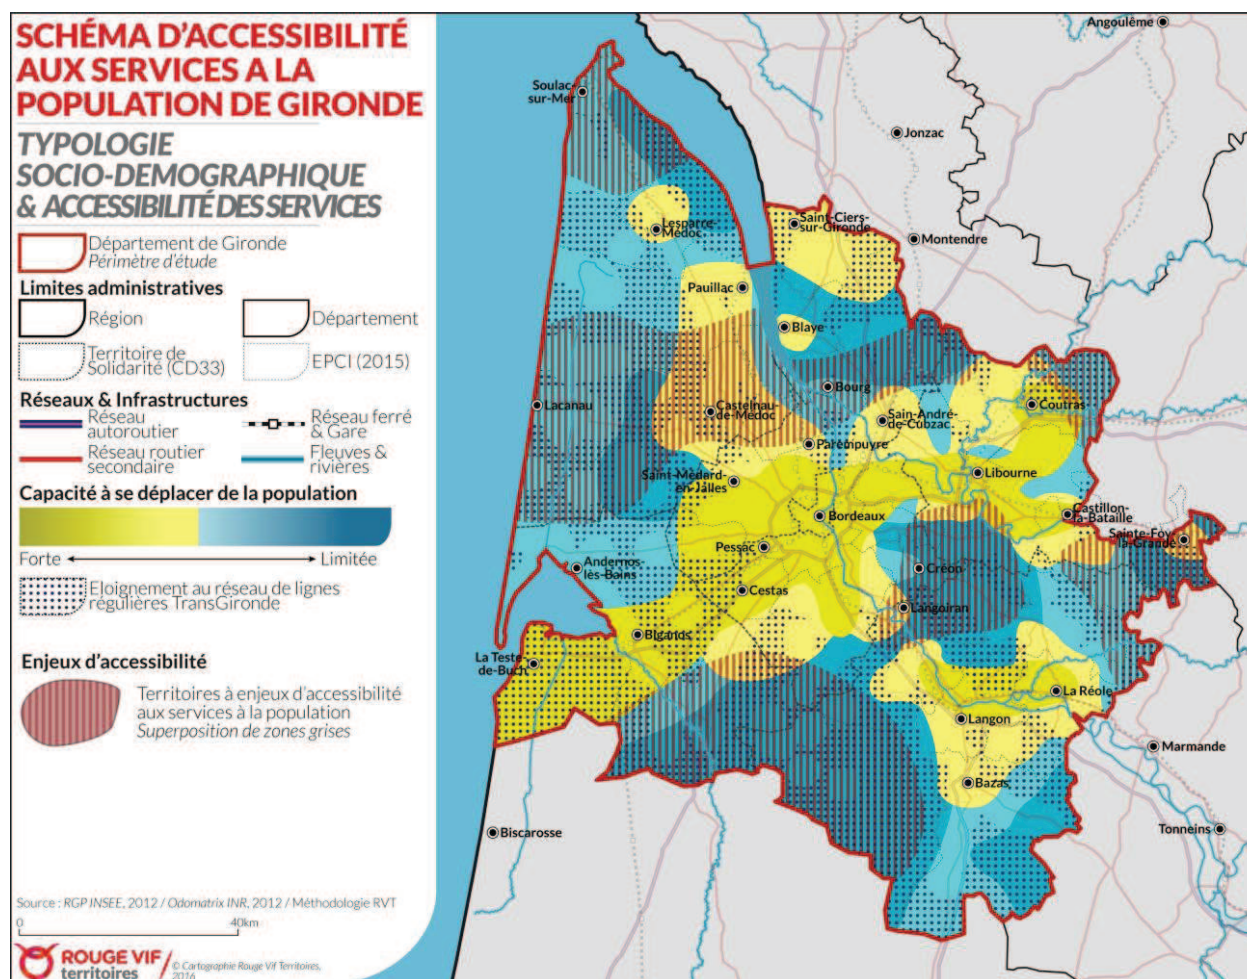 SCHÉMA D'ACCESSIBILITÉ
AUX SERVICES A LA
POPULATION DE GIRONDE
TYPOLOGIE
SOCIO-DEMOGRAPHIQUE
& ACCESSIBILITÉ DES SERVICES
Département de Gironde
Périmètre d'étude
Limites administratives
Région
Département
Territoire de
Solidarité (CD33)
EPCI (2015)
Réseaux & Infrastructures
Réseau
autoroutier
Réseau ferré
& Gare
Réseau routier
secondaire
Fleuves &
rivières
Capacité à se déplacer de la population
Forte
Limitée
Eloignement au réseau de lignes
régulières TransGironde
Enjeux d'accessibilité
Territoires à enjeux d'accessibilité
aux services à la population
Superposition de zones grises
Source : RGP INSEE, 2012 / Odomatrix INR, 2012 / Méthodologie RVT
0
40km
ROUGE VIF
territoires
© Cartographie Rouge Vif Territoires,
2016
Angoulême
Soulac-
sur-Mer
Jonzac
Lesparre-
Médoc
Saint-Ciers-
sur-Gironde
Montendre
Pauillac
Blaye
Bourg
Lacanau
Castelnau-
de-Médoc
Coutras
Sain-André-
de-Cubzac
Parempuyre
Saint-Médard-
en-Jalles
Libourne
Bordeaux
Castillon-
la-Bataille
Sainte-Foy-
la-Grande
Pessac
Andernos-
lès-Bains
Créon
Cestas
Langoiran
Biganos
La Teste-
de-Buch
La Réole
Langon
Marmande
Bazas
Biscarosse
Tonneins